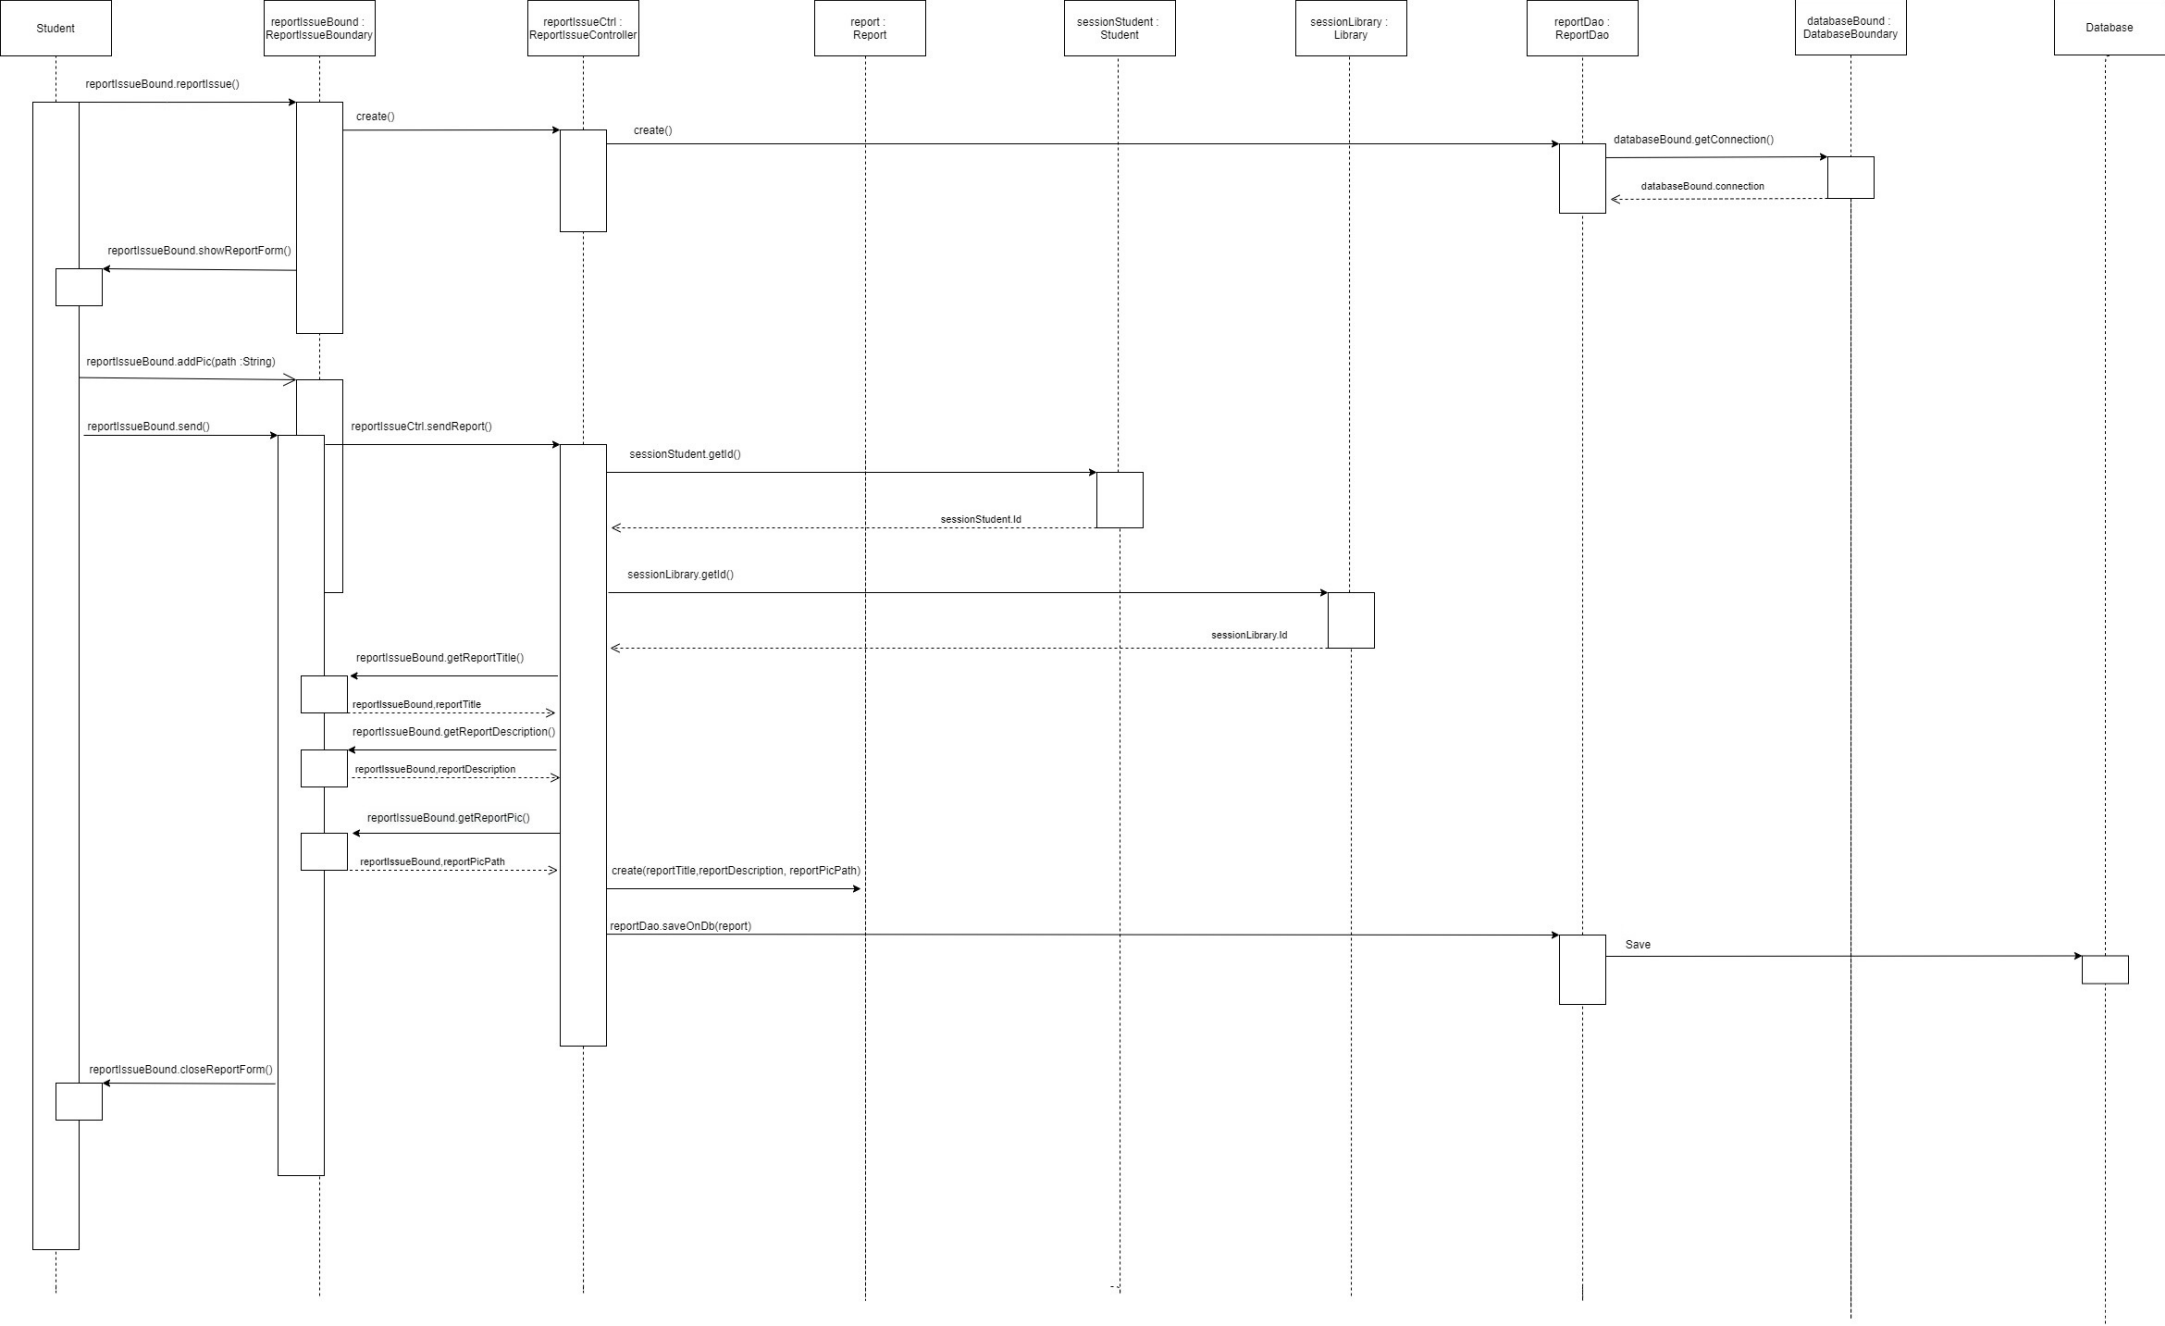 Student
reportIssueBound :
ReportIssueBoundary
reportIssueCtrl :
ReportIssueController
report :
Report
sessionStudent :
Student
sessionLibrary :
Library
reportDao :
ReportDao
databaseBound :
DatabaseBoundary
Database
reportIssueBound.reportIssue()
create()
create()
databaseBound.getConnection()
databaseBound.connection
reportIssueBound.showReportForm()
reportIssueBound.addPic(path :String)
reportIssueBound.send()
reportIssueCtrl.sendReport()
sessionStudent.getId()
sessionStudent.Id
sessionLibrary.getId()
sessionLibrary.Id
reportIssueBound.getReportTitle()
reportIssueBound,reportTitle
reportIssueBound.getReportDescription()
reportIssueBound,reportDescription
reportIssueBound.getReportPic()
reportIssueBound,reportPicPath
create(reportTitle,reportDescription, reportPicPath)
reportDao.saveOnDb(report)
Save
reportIssueBound.closeReportForm()